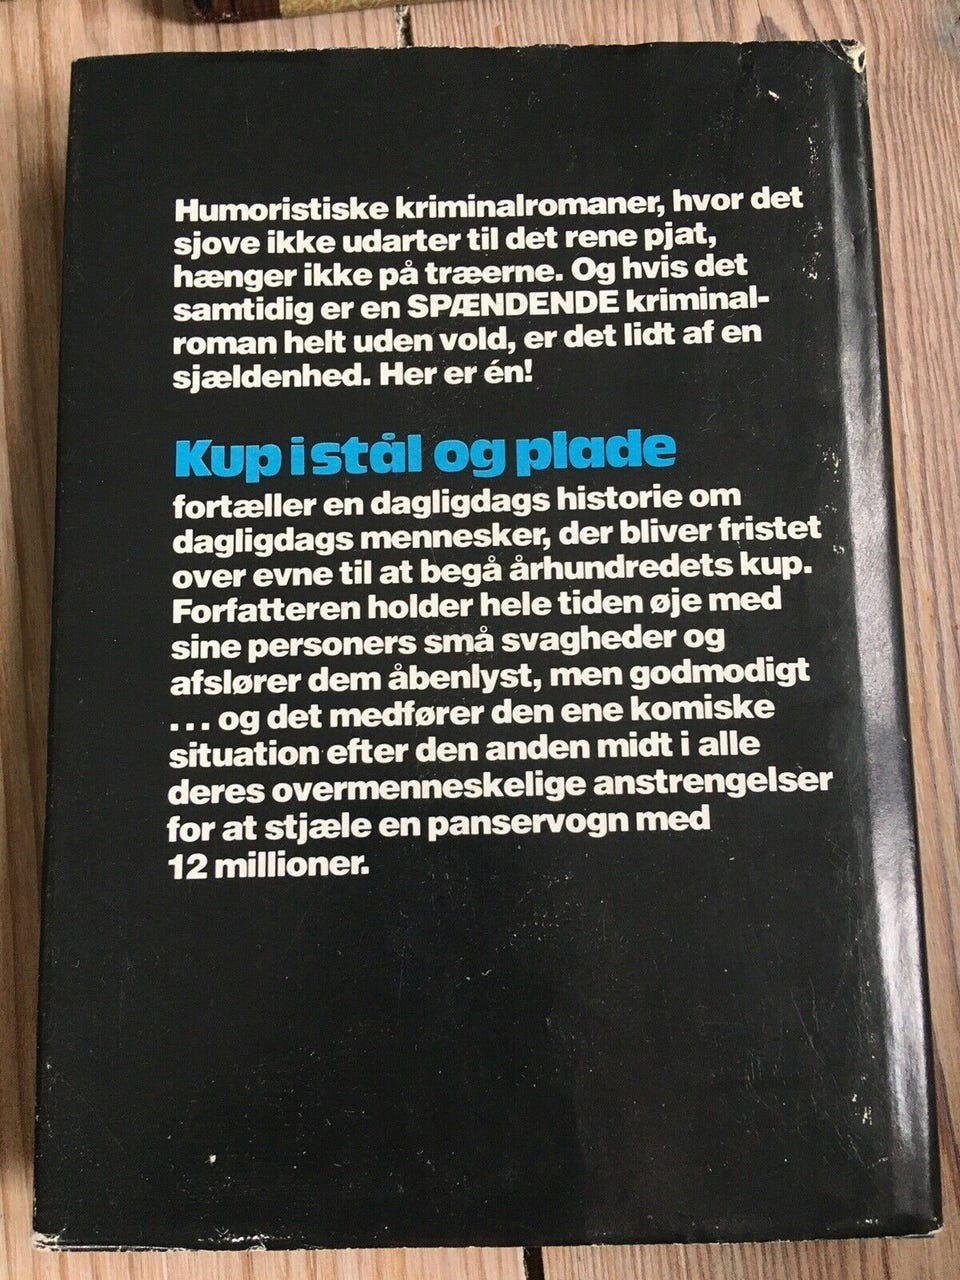 Humoristiske kriminalromaner, hvor det
sjove ikke udarter til det rene pjat,
hænger ikke på træerne. Og hvis det
samtidig er en SPÆNDENDE kriminal-
roman helt uden vold, er det lidt af en
sjældenhed. Her er én!
Kup i stål og plade
fortæller en dagligdags historie om
dagligdags mennesker, der bliver fristet
over evne til at begå århundredets kup.
Forfatteren holder hele tiden øje med
sine personers små svagheder og
afslører dem åbenlyst, men godmodigt
... og det medfører den ene komiske
situation efter den anden midt i alle
deres overmenneskelige anstrengelser
for at stjæle en panservogn med
12 millioner.